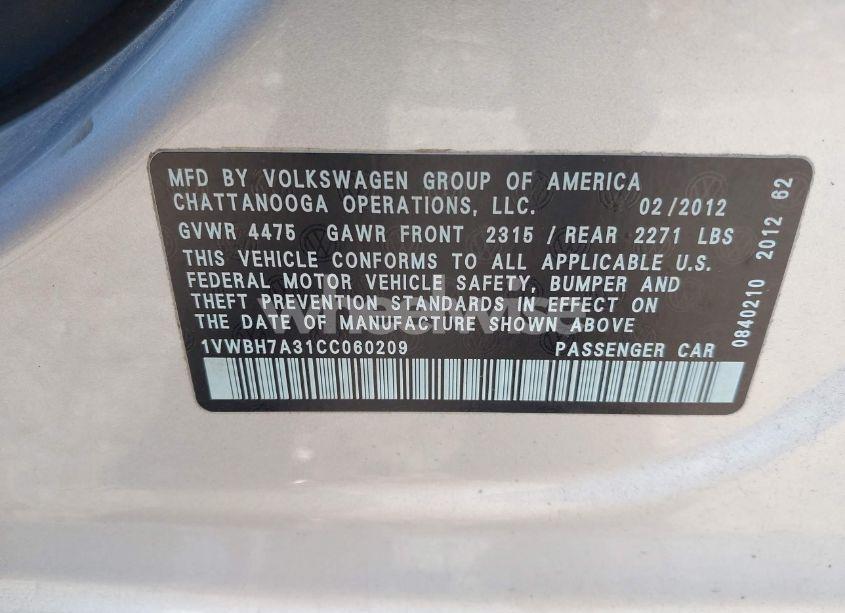 MFD BY VOLKSWAGEN GROUP OF AMERICA
CHATTANOOGA OPERATIONS, LLC. 02/2012
GVWR 4475 GAWR FRONT 2315 / REAR 2271 LBS
THIS VEHICLE CONFORMS TO ALL APPLICABLE U.S.
FEDERAL MOTOR VEHICLE SAFETY, BUMPER AND
THEFT PREVENTION STANDARDS IN EFFECT ON
THE DATE OF MANUFACTURE SHOWN ABOVE
1VWBH7A31CC060209 PASSENGER CAR
0840210 2012 62